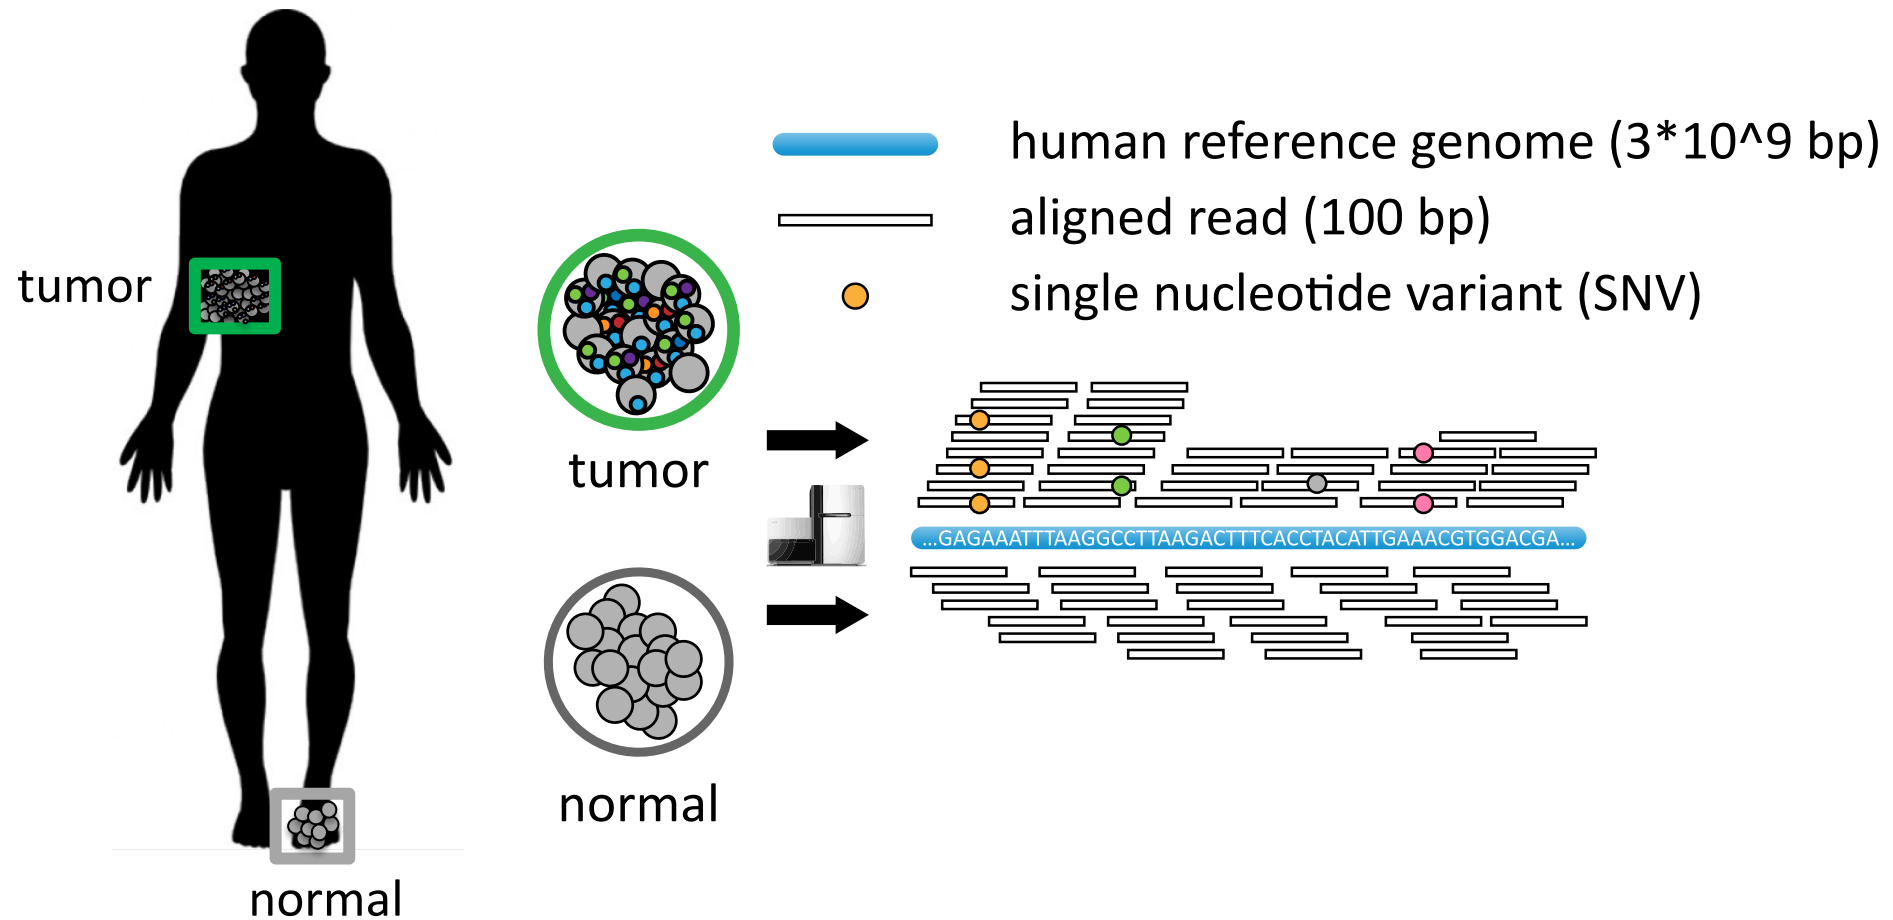 human reference genome (3*10^9 bp)
aligned read (100 bp)
single nucleotide variant (SNV)
tumor
tumor
...GAGAAATTTAAGGCCTTAAGACTTTCACCTACATTGAAACGTGGACGA...
normal
normal